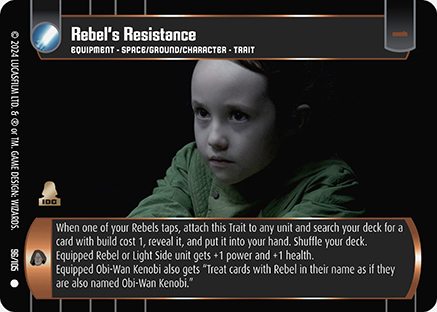 Rebel's Resistance
EQUIPMENT - SPACE/GROUND/CHARACTER - TRAIT
© 2024 LUCASFILM LTD. & ® or TM. GAME DESIGN: WIZARDS.
IDC
96/105
When one of your Rebels taps, attach this Trait to any unit and search your deck for a
card with build cost 1, reveal it, and put it into your hand. Shuffle your deck.
Equipped Rebel or Light Side unit gets +1 power and +1 health.
Equipped Obi-Wan Kenobi also gets "Treat cards with Rebel in their name as if they
are also named Obi-Wan Kenobi."